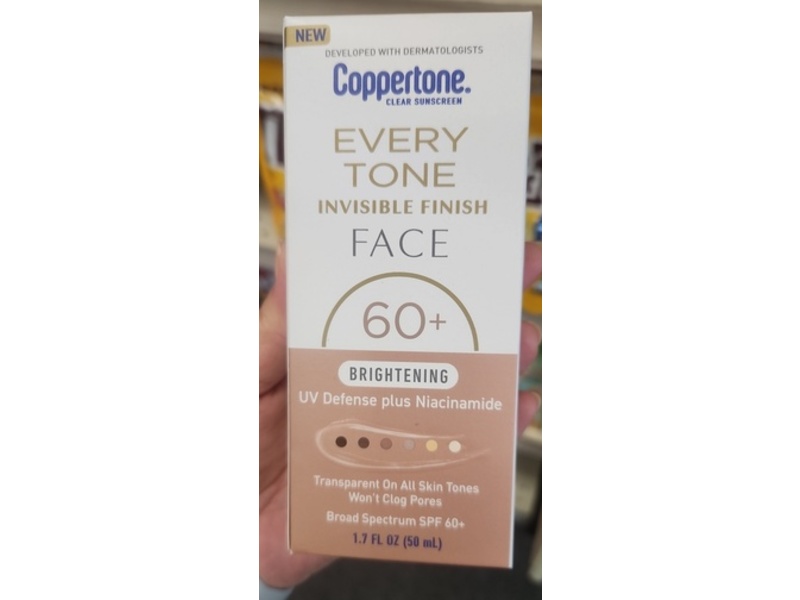 NEW
DEVELOPED WITH DERMATOLOGISTS
Coppertone.
CLEAR SUNSCREEN
EVERY
TONE
INVISIBLE FINISH
FACE
60+
BRIGHTENING
UV Defense plus Niacinamide
Transparent On All Skin Tones
Won't Clog Pores
Broad Spectrum SPF 60+
1.7 FL OZ (50 mL)